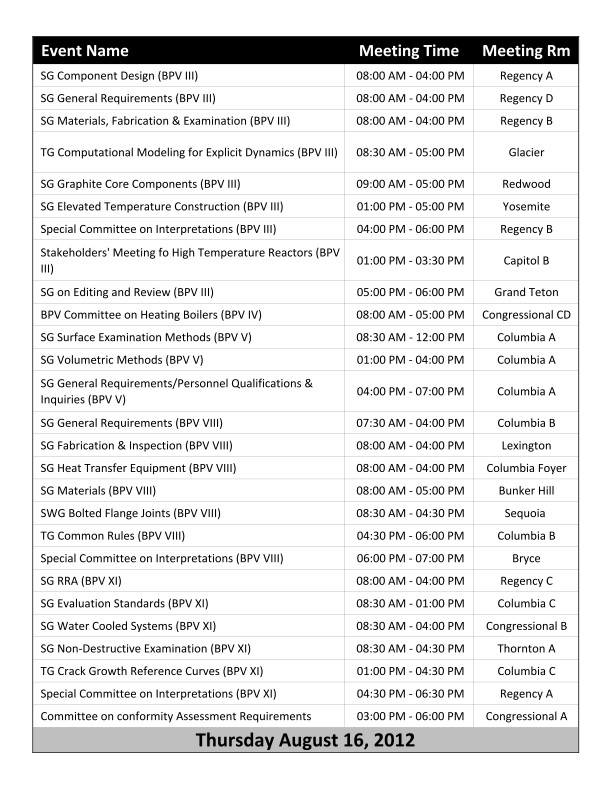 Event Name Meeting Time Meeting Rm
SG Component Design (BPV III) 08:00 AM - 04:00 PM Regency A
SG General Requirements (BPV III) 08:00 AM - 04:00 PM Regency D
SG Materials, Fabrication & Examination (BPV III) 08:00 AM - 04:00 PM Regency B
TG Computational Modeling for Explicit Dynamics (BPV III) 08:30 AM - 05:00 PM Glacier
SG Graphite Core Components (BPV III) 09:00 AM - 05:00 PM Redwood
SG Elevated Temperature Construction (BPV III) 01:00 PM - 05:00 PM Yosemite
Special Committee on Interpretations (BPV III) 04:00 PM - 06:00 PM Regency B
Stakeholders' Meeting fo High Temperature Reactors (BPV
III) 01:00 PM - 03:30 PM Capitol B
SG on Editing and Review (BPV III) 05:00 PM - 06:00 PM Grand Teton
BPV Committee on Heating Boilers (BPV IV) 08:00 AM - 05:00 PM Congressional CD
SG Surface Examination Methods (BPV V) 08:30 AM - 12:00 PM Columbia A
SG Volumetric Methods (BPV V) 01:00 PM - 04:00 PM Columbia A
SG General Requirements/Personnel Qualifications &
Inquiries (BPV V) 04:00 PM - 07:00 PM Columbia A
SG General Requirements (BPV VIII) 07:30 AM - 04:00 PM Columbia B
SG Fabrication & Inspection (BPV VIII) 08:00 AM - 04:00 PM Lexington
SG Heat Transfer Equipment (BPV VIII) 08:00 AM - 04:00 PM Columbia Foyer
SG Materials (BPV VIII) 08:00 AM - 05:00 PM Bunker Hill
SWG Bolted Flange Joints (BPV VIII) 08:30 AM - 04:30 PM Sequoia
TG Common Rules (BPV VIII) 04:30 PM - 06:00 PM Columbia B
Special Committee on Interpretations (BPV VIII) 06:00 PM - 07:00 PM Bryce
SG RRA (BPV XI) 08:00 AM - 04:00 PM Regency C
SG Evaluation Standards (BPV XI) 08:30 AM - 01:00 PM Columbia C
SG Water Cooled Systems (BPV XI) 08:30 AM - 04:00 PM Congressional B
SG Non-Destructive Examination (BPV XI) 08:30 AM - 04:30 PM Thornton A
TG Crack Growth Reference Curves (BPV XI) 01:00 PM - 04:30 PM Columbia C
Special Committee on Interpretations (BPV XI) 04:30 PM - 06:30 PM Regency A
Committee on conformity Assessment Requirements 03:00 PM - 06:00 PM Congressional A
Thursday August 16, 2012